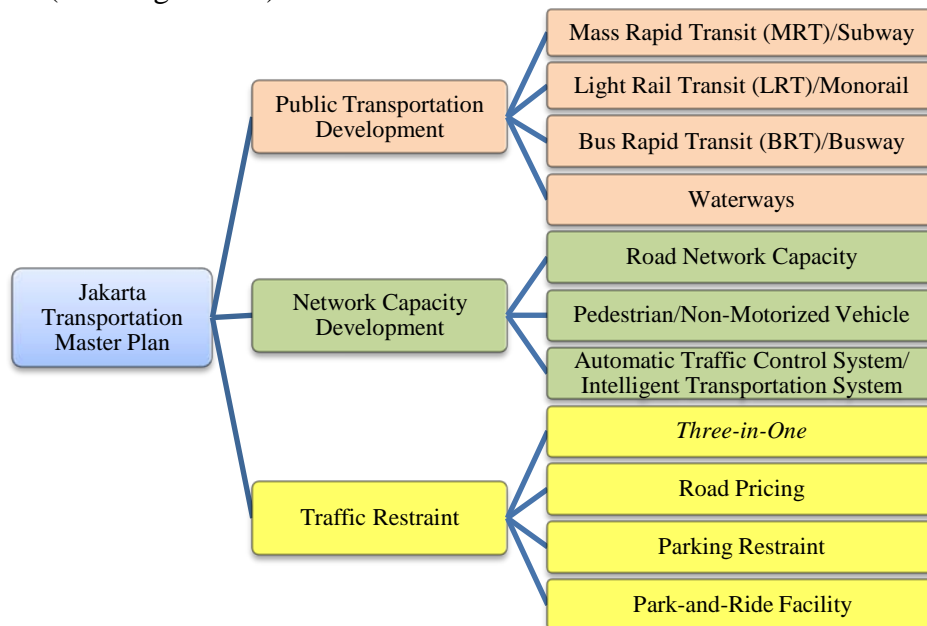 Mass Rapid Transit (MRT)/Subway
Public Transportation
Development
Light Rail Transit (LRT)/Monorail
Bus Rapid Transit (BRT)/Busway
Waterways
Jakarta
Transportation
Master Plan
Network Capacity
Development
Road Network Capacity
Pedestrian/Non-Motorized Vehicle
Automatic Traffic Control System/
Intelligent Transportation System
Traffic Restraint
Three-in-One
Road Pricing
Parking Restraint
Park-and-Ride Facility